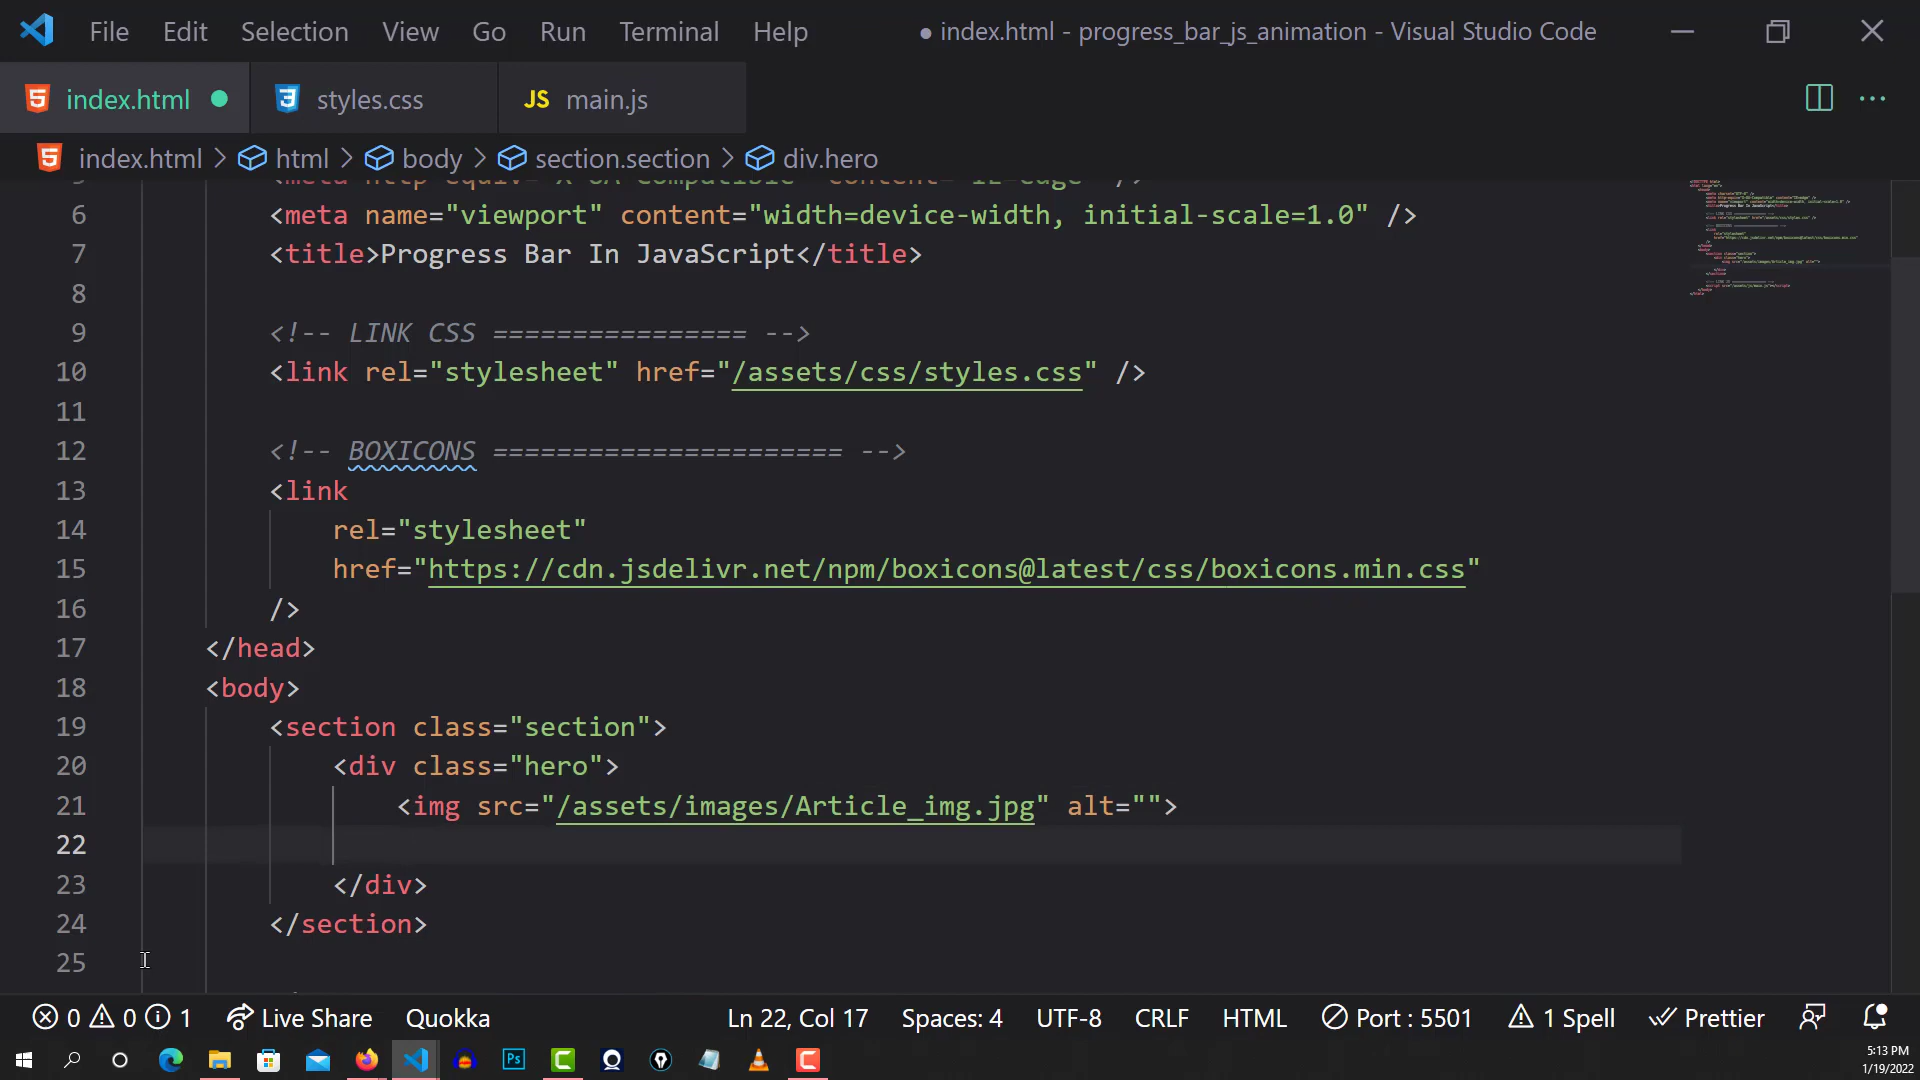 File Edit Selection View Go Run Terminal Help ● index.html - progress_bar_js_animation - Visual Studio Code
index.html styles.css JS main.js
index.html > html > body > section.section > div.hero
6 <meta name="viewport" content="width=device-width, initial-scale=1.0" />
7 <title>Progress Bar In JavaScript</title>
8
9 <!-- LINK CSS ================ -->
10 <link rel="stylesheet" href="/assets/css/styles.css" />
11
12 <!-- BOXICONS ====================== -->
13 <link
14 rel="stylesheet"
15 href="https://cdn.jsdelivr.net/npm/boxicons@latest/css/boxicons.min.css"
16 />
17 </head>
18 <body>
19 <section class="section">
20 <div class="hero">
21 <img src="/assets/images/Article_img.jpg" alt="">
22
23 </div>
24 </section>
25
0 0 1 Live Share Quokka Ln 22, Col 17 Spaces: 4 UTF-8 CRLF HTML Port : 5501 1 Spell Prettier
Ps
5:13 PM
1/19/2022